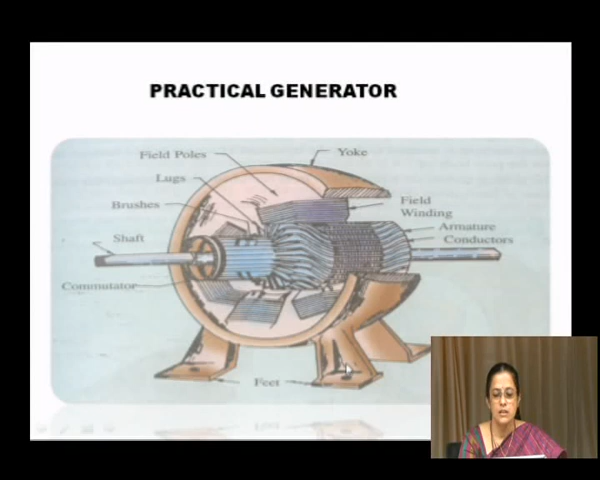 PRACTICAL GENERATOR
Field Poles
Yoke
Lugs
Brushes
Field
Winding
Shaft
Armature
Conductors
Commutator
Feet